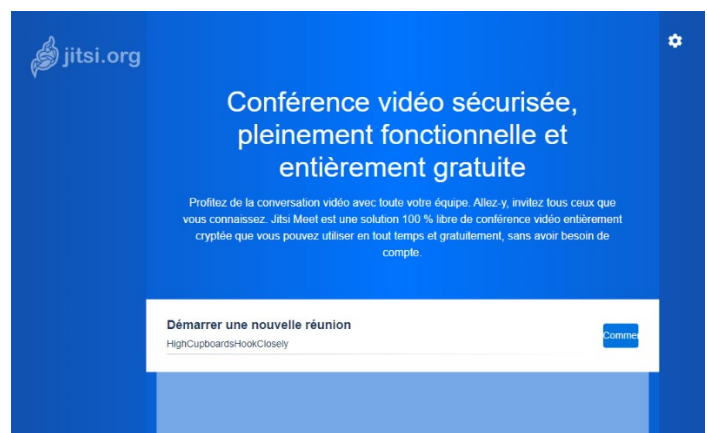 jitsi.org
Conférence vidéo sécurisée,
pleinement fonctionnelle et
entièrement gratuite
Profitez de la conversation vidéo avec toute votre équipe. Allez-y, invitez tous ceux que
vous connaissez. Jitsi Meet est une solution 100 % libre de conférence vidéo entièrement
cryptée que vous pouvez utiliser en tout temps et gratuitement, sans avoir besoin de
compte.
Démarrer une nouvelle réunion
HighCupboardsHookClosely
Commen